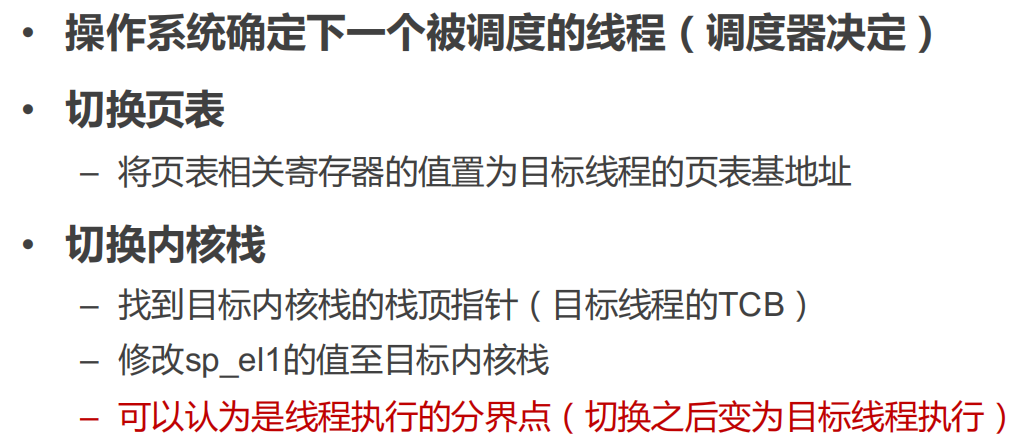 • 操作系统确定下一个被调度的线程（调度器决定）
• 切换页表
– 将页表相关寄存器的值置为目标线程的页表基地址
• 切换内核栈
– 找到目标内核栈的栈顶指针（目标线程的TCB）
– 修改sp_el1的值至目标内核栈
– 可以认为是线程执行的分界点（切换之后变为目标线程执行）